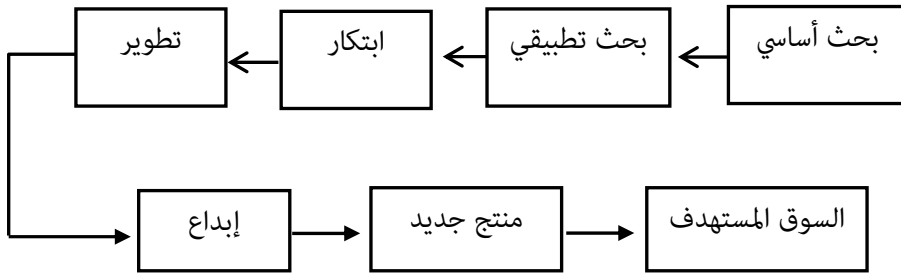 بحث أساسي
بحث تطبيقي
ابتكار
تطوير
إبداع
منتج جديد
السوق المستهدف